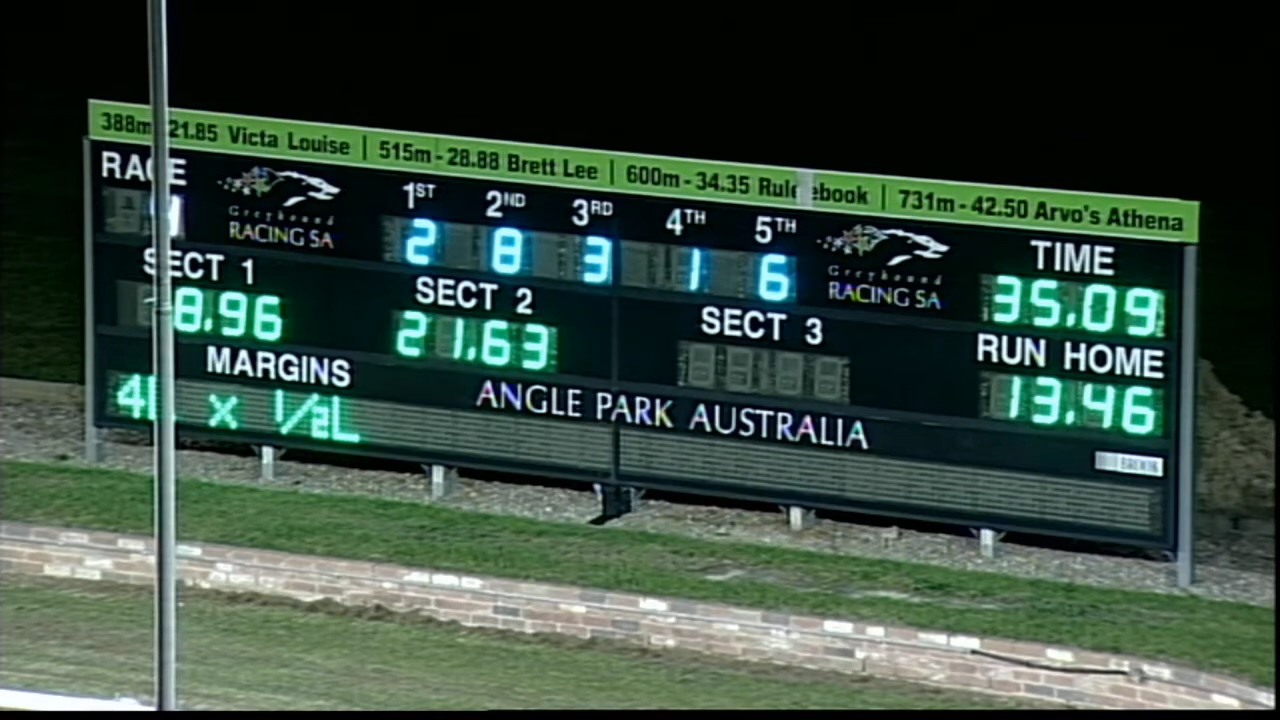 388m 21.85 Victa Louise | 515m - 28.88 Brett Lee | 600m - 34.35 Rulebook | 731m - 42.50 Arvo's Athena
RACE
Greyhound
RACING SA
1ST 2ND 3RD 4TH 5TH
2 8 3 1 6
Greyhound
RACING SA
TIME
35.09
SECT 1
8.96
SECT 2
21.63
SECT 3
RUN HOME
13.46
MARGINS
4L x 1/2L
ANGLE PARK AUSTRALIA